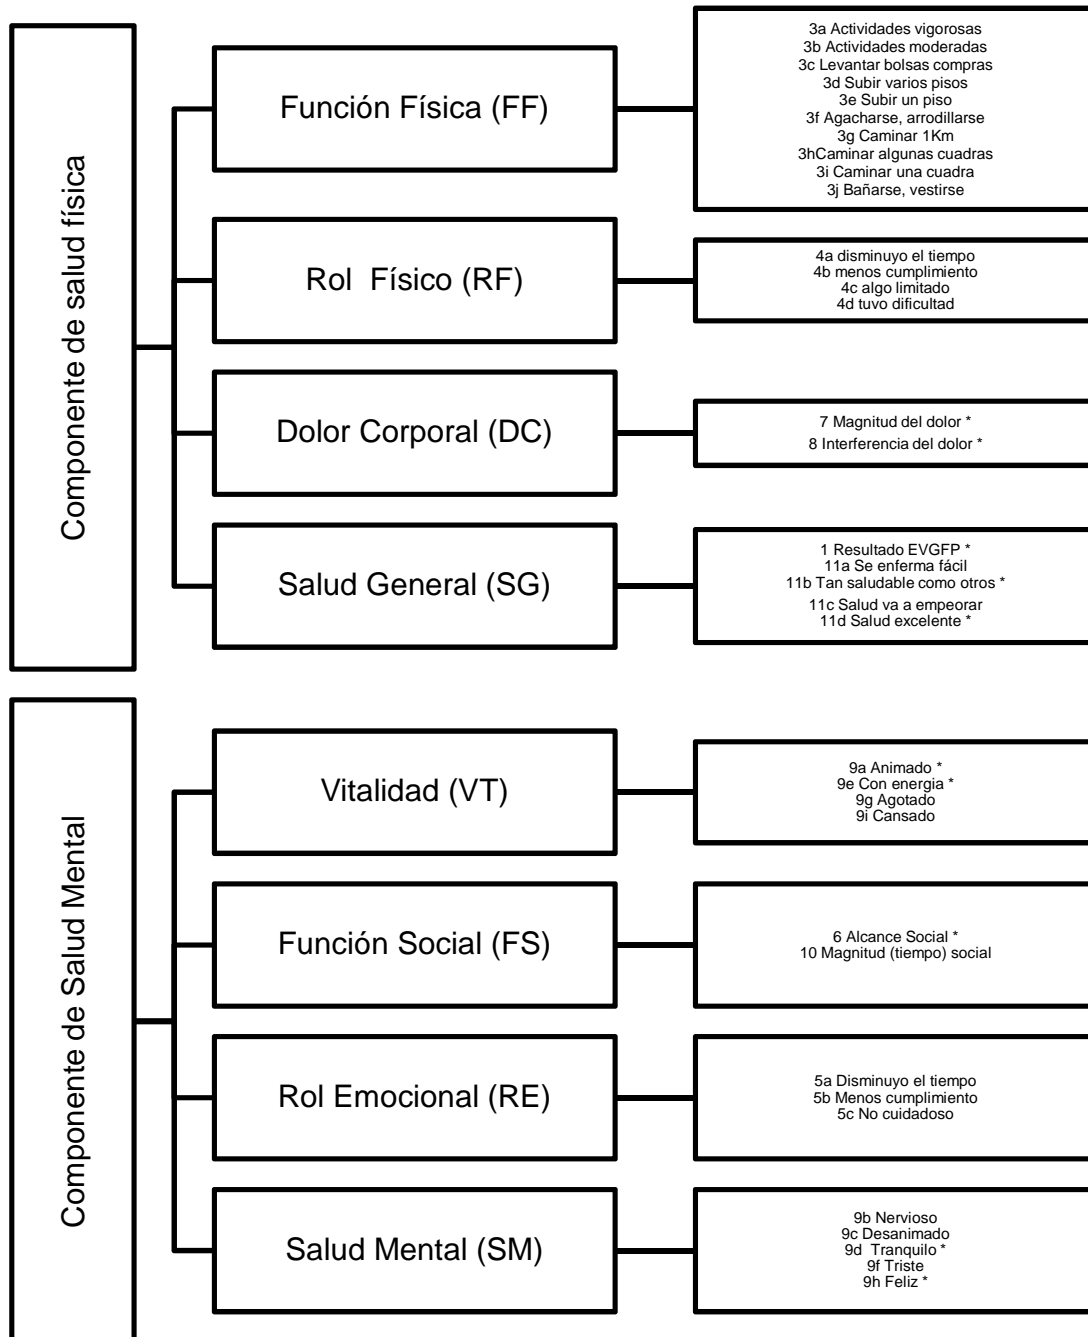 Componente de salud física
Función Física (FF)
3a Actividades vigorosas
3b Actividades moderadas
3c Levantar bolsas compras
3d Subir varios pisos
3e Subir un piso
3f Agacharse, arrodillarse
3g Caminar 1Km
3hCaminar algunas cuadras
3i Caminar una cuadra
3j Bañarse, vestirse
Rol Físico (RF)
4a disminuyo el tiempo
4b menos cumplimiento
4c algo limitado
4d tuvo dificultad
Dolor Corporal (DC)
7 Magnitud del dolor *
8 Interferencia del dolor *
Salud General (SG)
1 Resultado EVGFP *
11a Se enferma fácil
11b Tan saludable como otros *
11c Salud va a empeorar
11d Salud excelente *
Componente de Salud Mental
Vitalidad (VT)
9a Animado *
9e Con energia *
9g Agotado
9i Cansado
Función Social (FS)
6 Alcance Social *
10 Magnitud (tiempo) social
Rol Emocional (RE)
5a Disminuyo el tiempo
5b Menos cumplimiento
5c No cuidadoso
Salud Mental (SM)
9b Nervioso
9c Desanimado
9d Tranquilo *
9f Triste
9h Feliz *